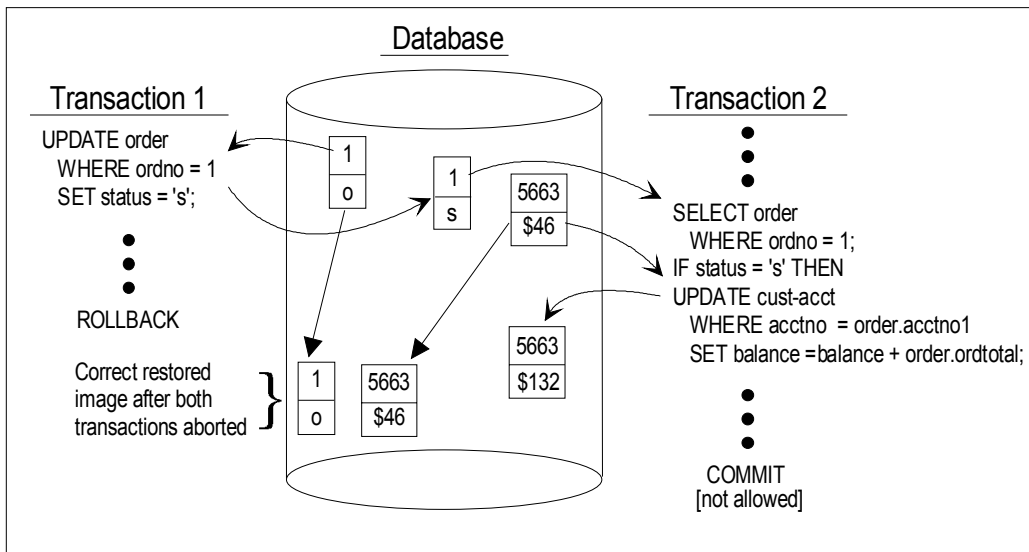 Database
Transaction 1
UPDATE order
WHERE ordno = 1
SET status = 's';
ROLLBACK
Correct restored
image after both
transactions aborted
1
o
1
s
5663
$46
5663
$132
1
o
5663
$46
Transaction 2
SELECT order
WHERE ordno = 1;
IF status = 's' THEN
UPDATE cust-acct
WHERE acctno = order.acctno1
SET balance =balance + order.ordtotal;
COMMIT
[not allowed]